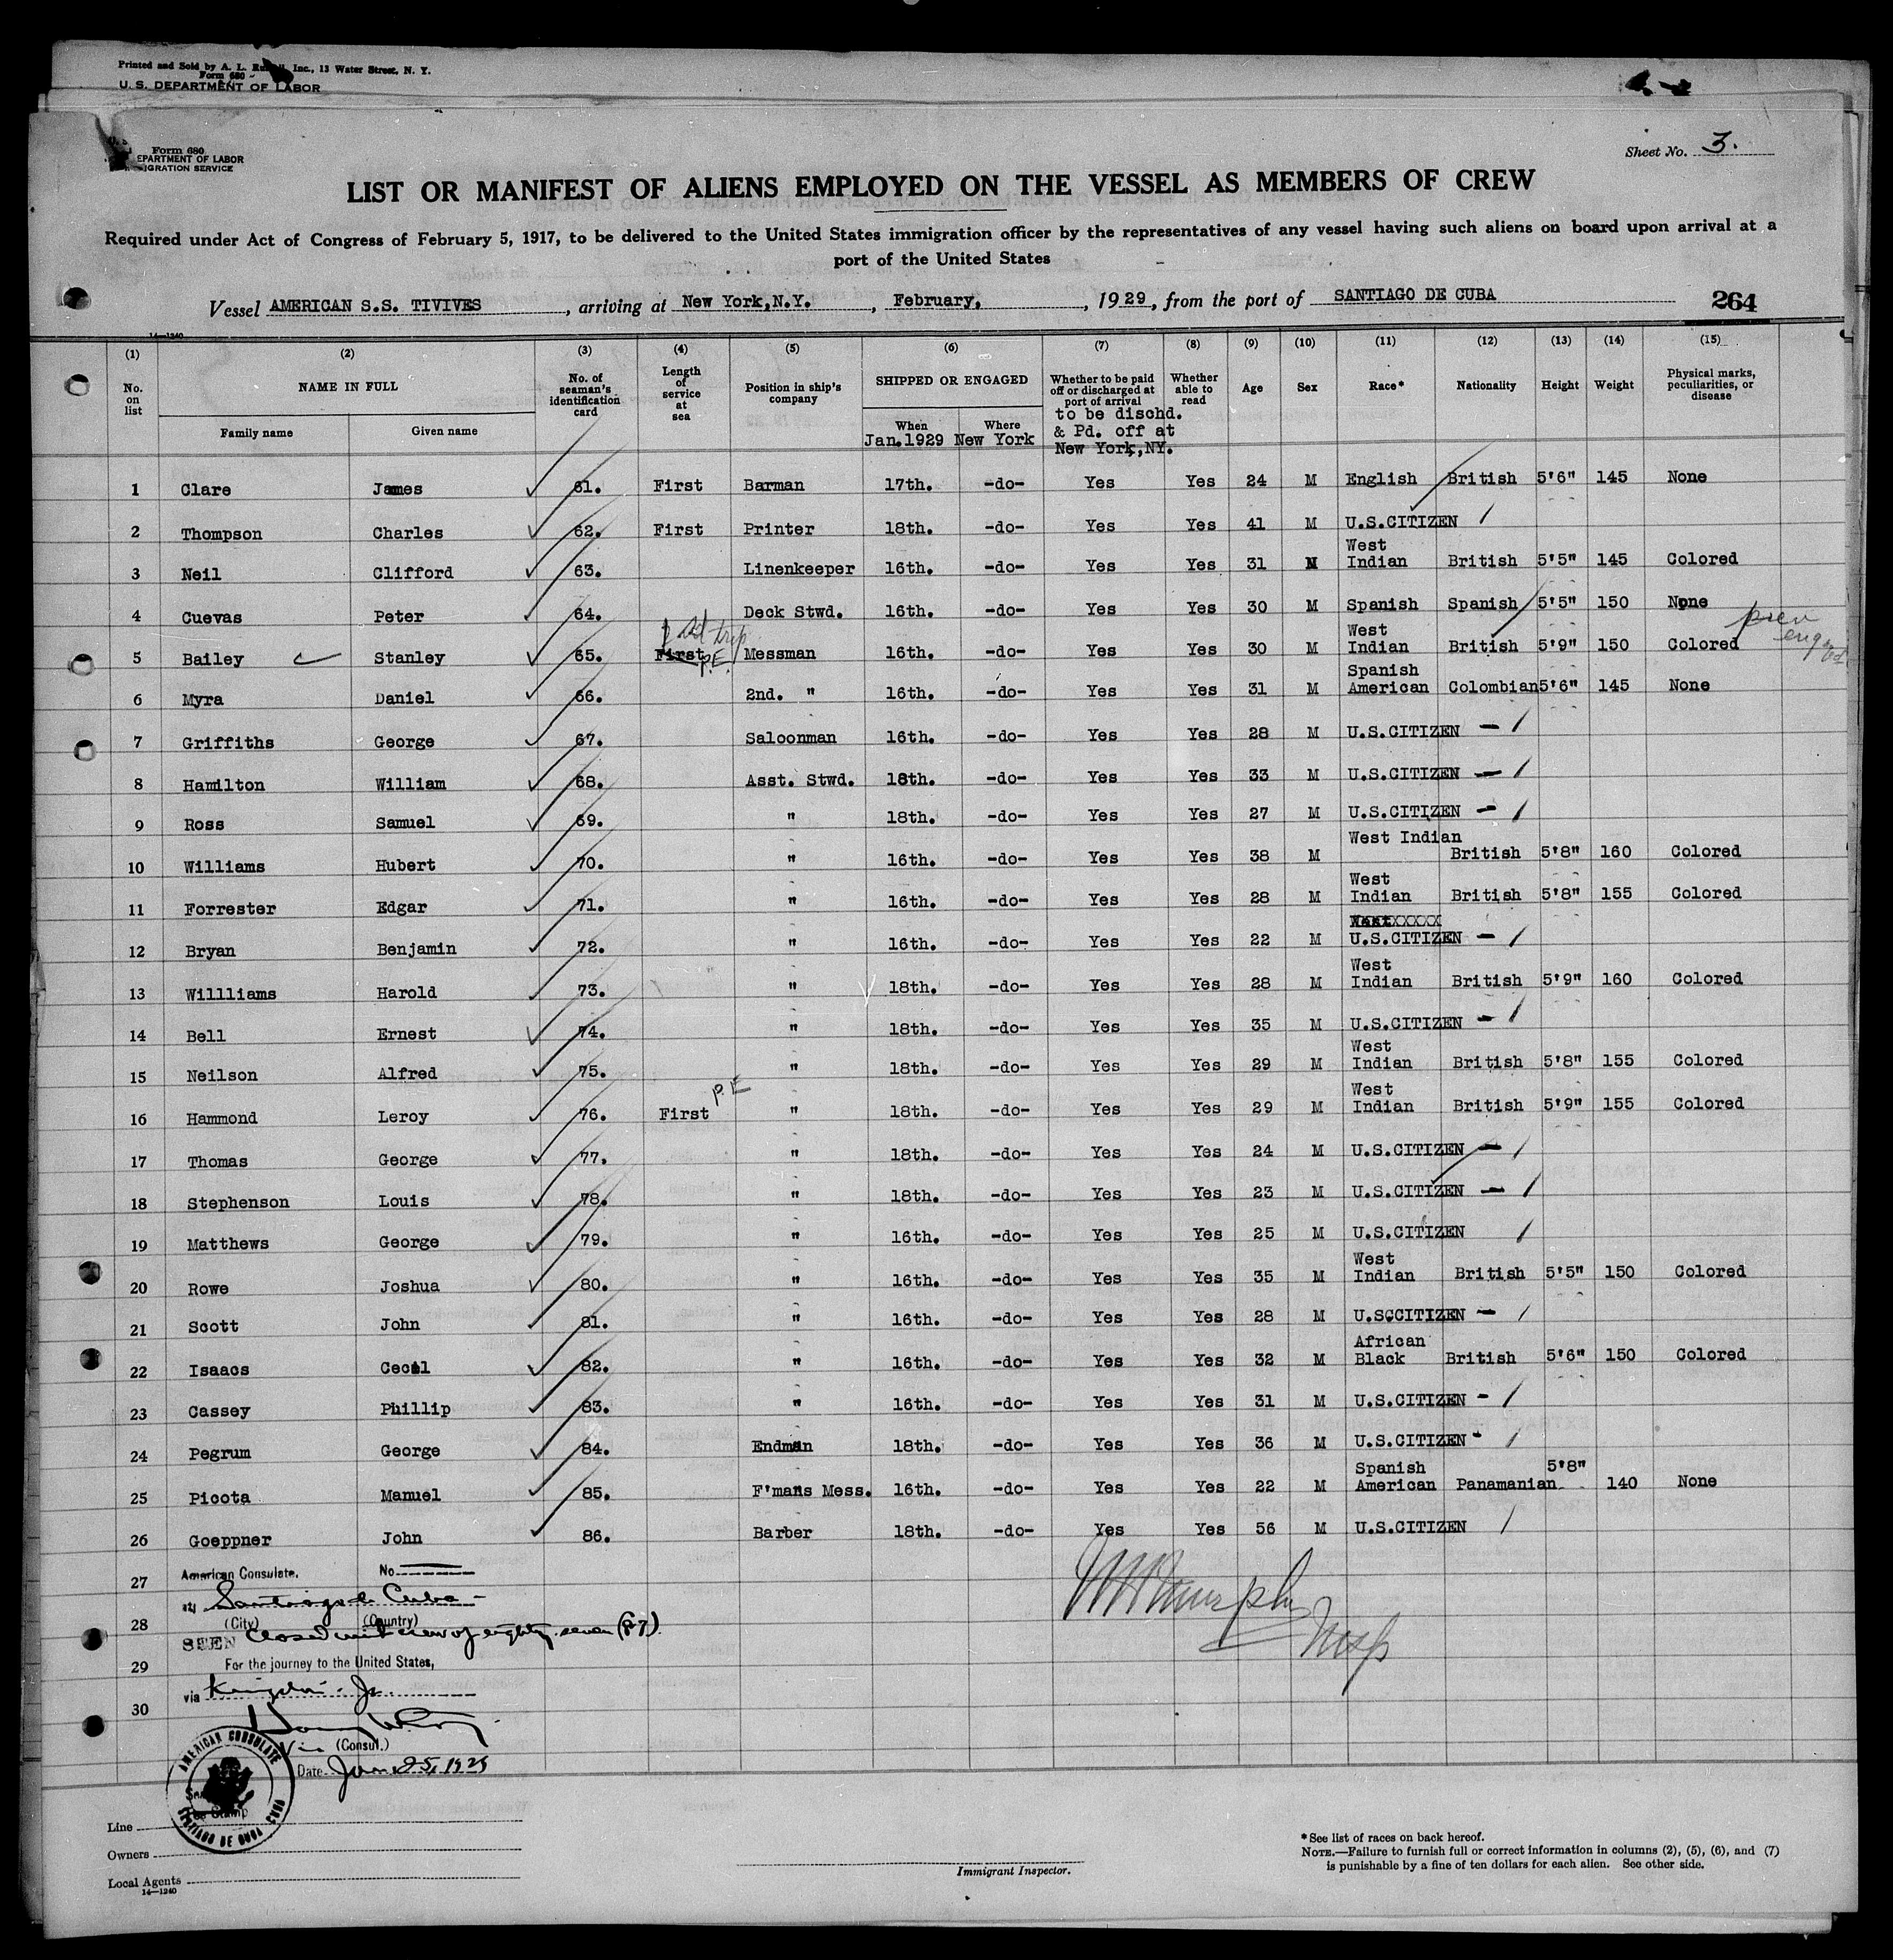 Printed and Sold by A. L. Inc., 13 Water Street, N. Y.
Form 680
U. S. DEPARTMENT OF LABOR
Form 680
EPARTMENT OF LABOR
IGRATION SERVICE
Sheet No. 3.
LIST OR MANIFEST OF ALIENS EMPLOYED ON THE VESSEL AS MEMBERS OF CREW
Required under Act of Congress of February 5, 1917, to be delivered to the United States immigration officer by the representatives of any vessel having such aliens on board upon arrival at a
port of the United States
Vessel AMERICAN S.S. TIVIVES, arriving at New York,N.Y., February, , 1929, from the port of SANTIAGO DE CUBA 264
14—1240
(1) (2) (3) (4) (5) (6) (7) (8) (9) (10) (11) (12) (13) (14) (15)
No. on list NAME IN FULL Family name Given name No. of seaman's identification card Length of service at sea Position in ship's company SHIPPED OR ENGAGED When Where Whether to be paid off or discharged at port of arrival Whether able to read Age Sex Race* Nationality Height Weight Physical marks, peculiarities, or disease
Jan.1929 New York to be dischd. & Pd. off at New York,NY.
1 Clare James 61. First Barman 17th. -do- Yes Yes 24 M English British 5'6" 145 None
2 Thompson Charles 62. First Printer 18th. -do- Yes Yes 41 M U.S.CITIZEN
3 Neil Clifford 63. Linenkeeper 16th. -do- Yes Yes 31 M West Indian British 5'5" 145 Colored
4 Cuevas Peter 64. Deck Stwd. 16th. -do- Yes Yes 30 M Spanish Spanish 5'5" 150 None
5 Bailey Stanley 65. First trip P.E. Messman 16th. -do- Yes Yes 30 M West Indian British 5'9" 150 Colored
6 Myra Daniel 66. 2nd. " 16th. -do- Yes Yes 31 M Spanish American Colombian 5'6" 145 None
7 Griffiths George 67. Saloonman 16th. -do- Yes Yes 28 M U.S.CITIZEN
8 Hamilton William 68. Asst. Stwd. 18th. -do- Yes Yes 33 M U.S.CITIZEN
9 Ross Samuel 69. " 18th. -do- Yes Yes 27 M U.S.CITIZEN
10 Williams Hubert 70. " 16th. -do- Yes Yes 38 M West Indian British 5'8" 160 Colored
11 Forrester Edgar 71. " 16th. -do- Yes Yes 28 M West Indian British 5'8" 155 Colored
12 Bryan Benjamin 72. " 16th. -do- Yes Yes 22 M U.S.CITIZEN
13 Willliams Harold 73. " 18th. -do- Yes Yes 28 M West Indian British 5'9" 160 Colored
14 Bell Ernest 74. " 18th. -do- Yes Yes 35 M U.S.CITIZEN
15 Neilson Alfred 75. " 18th. -do- Yes Yes 29 M West Indian British 5'8" 155 Colored
16 Hammond Leroy 76. First P.E " 18th. -do- Yes Yes 29 M West Indian British 5'9" 155 Colored
17 Thomas George 77. " 18th. -do- Yes Yes 24 M U.S.CITIZEN
18 Stephenson Louis 78. " 18th. -do- Yes Yes 23 M U.S.CITIZEN
19 Matthews George 79. " 16th. -do- Yes Yes 25 M U.S.CITIZEN
20 Rowe Joshua 80. " 16th. -do- Yes Yes 35 M West Indian British 5'5" 150 Colored
21 Scott John 81. " 16th. -do- Yes Yes 28 M U.SCCITIZEN
22 Isaacs Cecil 82. " 16th. -do- Yes Yes 32 M African Black British 5'6" 150 Colored
23 Cassey Phillip 83. " 16th. -do- Yes Yes 31 M U.S.CITIZEN
24 Pegrum George 84. Endman 18th. -do- Yes Yes 36 M U.S.CITIZEN
25 Picota Manuel 85. F'mans Mess. 16th. -do- Yes Yes 22 M Spanish American Panamanian 5'8" 140 None
26 Goeppner John 86. Barber 18th. -do- Yes Yes 56 M U.S.CITIZEN
27 American Consulate. No.
Santiago de Cuba
28 (City) (Country)
SEEN Closed with crew of eighty-seven (87).
29 For the journey to the United States,
via Kingston, Ja.
30
Vice (Consul.)
Date Jan. 25, 1929
AMERICAN CONSULATE
SANTIAGO DE CUBA, CUBA
Line
Owners
Local Agents
14—1240
Immigrant Inspector.
*See list of races on back hereof.
NOTE.—Failure to furnish full or correct information in columns (2), (5), (6), and (7)
is punishable by a fine of ten dollars for each alien. See other side.